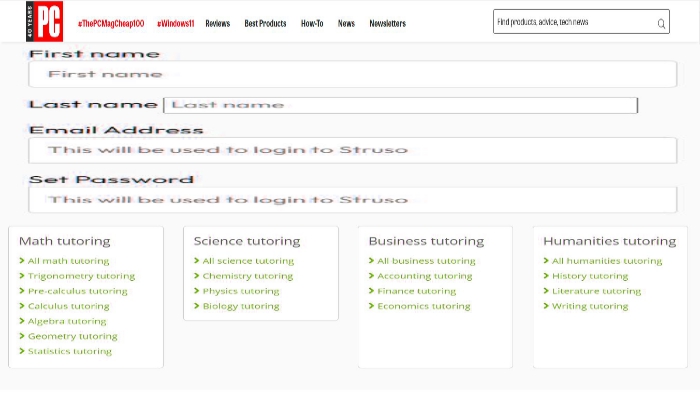 40 YEARS PC #ThePCMagCheap100 #Windows11 Reviews Best Products How-To News Newsletters Find products, advice, tech news
First name
First name
Last name Last name
Email Address
This will be used to login to Struso
Set Password
This will be used to login to Struso
Math tutoring
All math tutoring
Trigonometry tutoring
Pre-calculus tutoring
Calculus tutoring
Algebra tutoring
Geometry tutoring
Statistics tutoring
Science tutoring
All science tutoring
Chemistry tutoring
Physics tutoring
Biology tutoring
Business tutoring
All business tutoring
Accounting tutoring
Finance tutoring
Economics tutoring
Humanities tutoring
All humanities tutoring
History tutoring
Literature tutoring
Writing tutoring